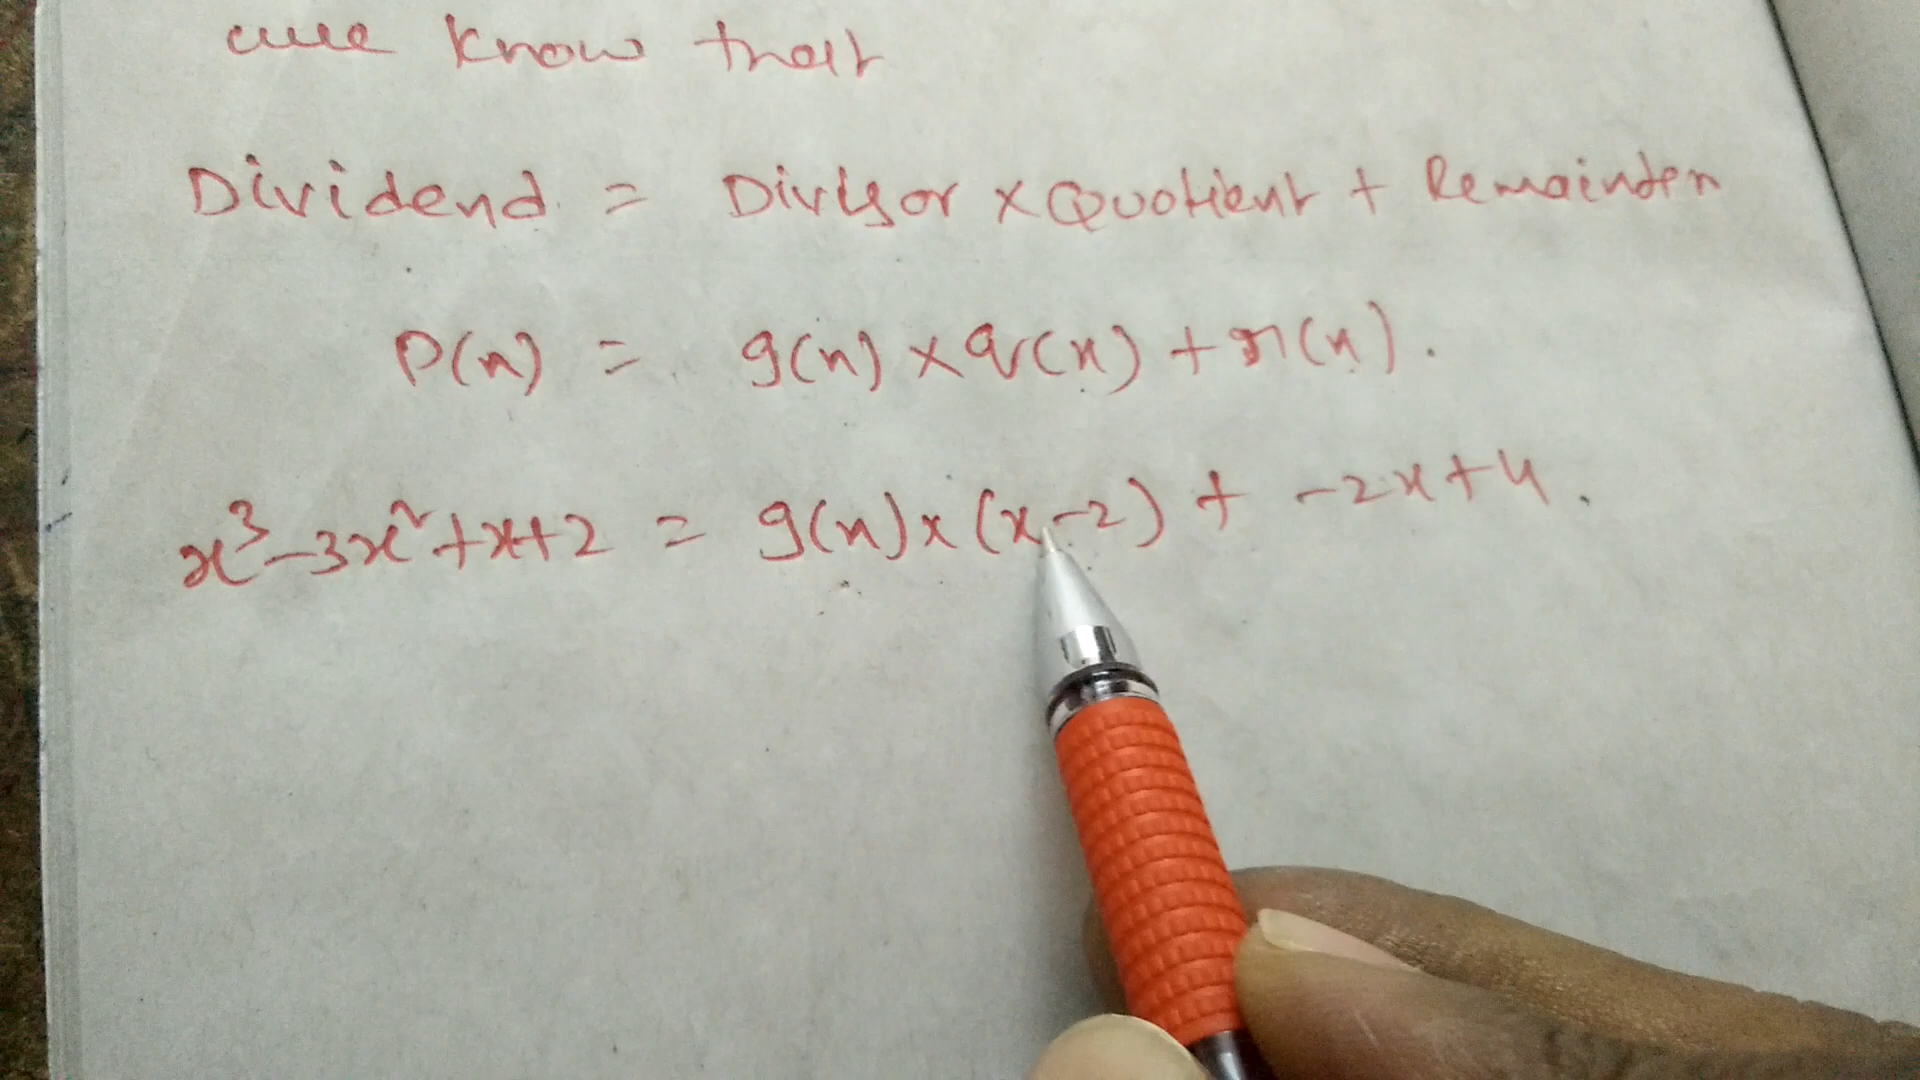 we know that
Dividend = Divisor × Quotient + Remainder
P(x) = g(x) × q(x) + r(x).
x³-3x²+x+2 = g(x) × (x-2) + -2x+4.